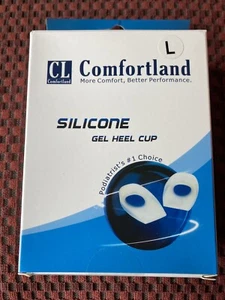 L
CL Comfortland
Comfortland
More Comfort, Better Performance.
SILICONE
GEL HEEL CUP
Podiatrist's #1 Choice